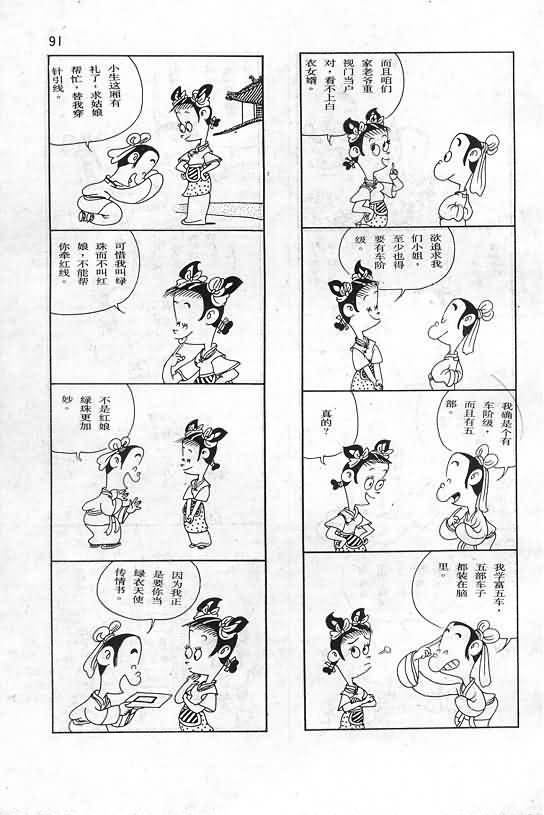 91
小生这厢有
礼了，求姑娘
帮忙，替我穿
针引线。
可惜我叫绿
珠而不叫红
娘，不能帮
你牵红线。
不是红娘
绿珠更加
妙。
因为我正
是要你当
绿衣天使
传情书。
而且咱们
家老爷重
视门当户
对，看不上白
衣女婿。
欲追求我
们小姐，
至少也得
要有车阶
级。
我确是个有
车阶级，
而且有五
部。
真的？
我学富五车，
五部车子
都装在脑
里。